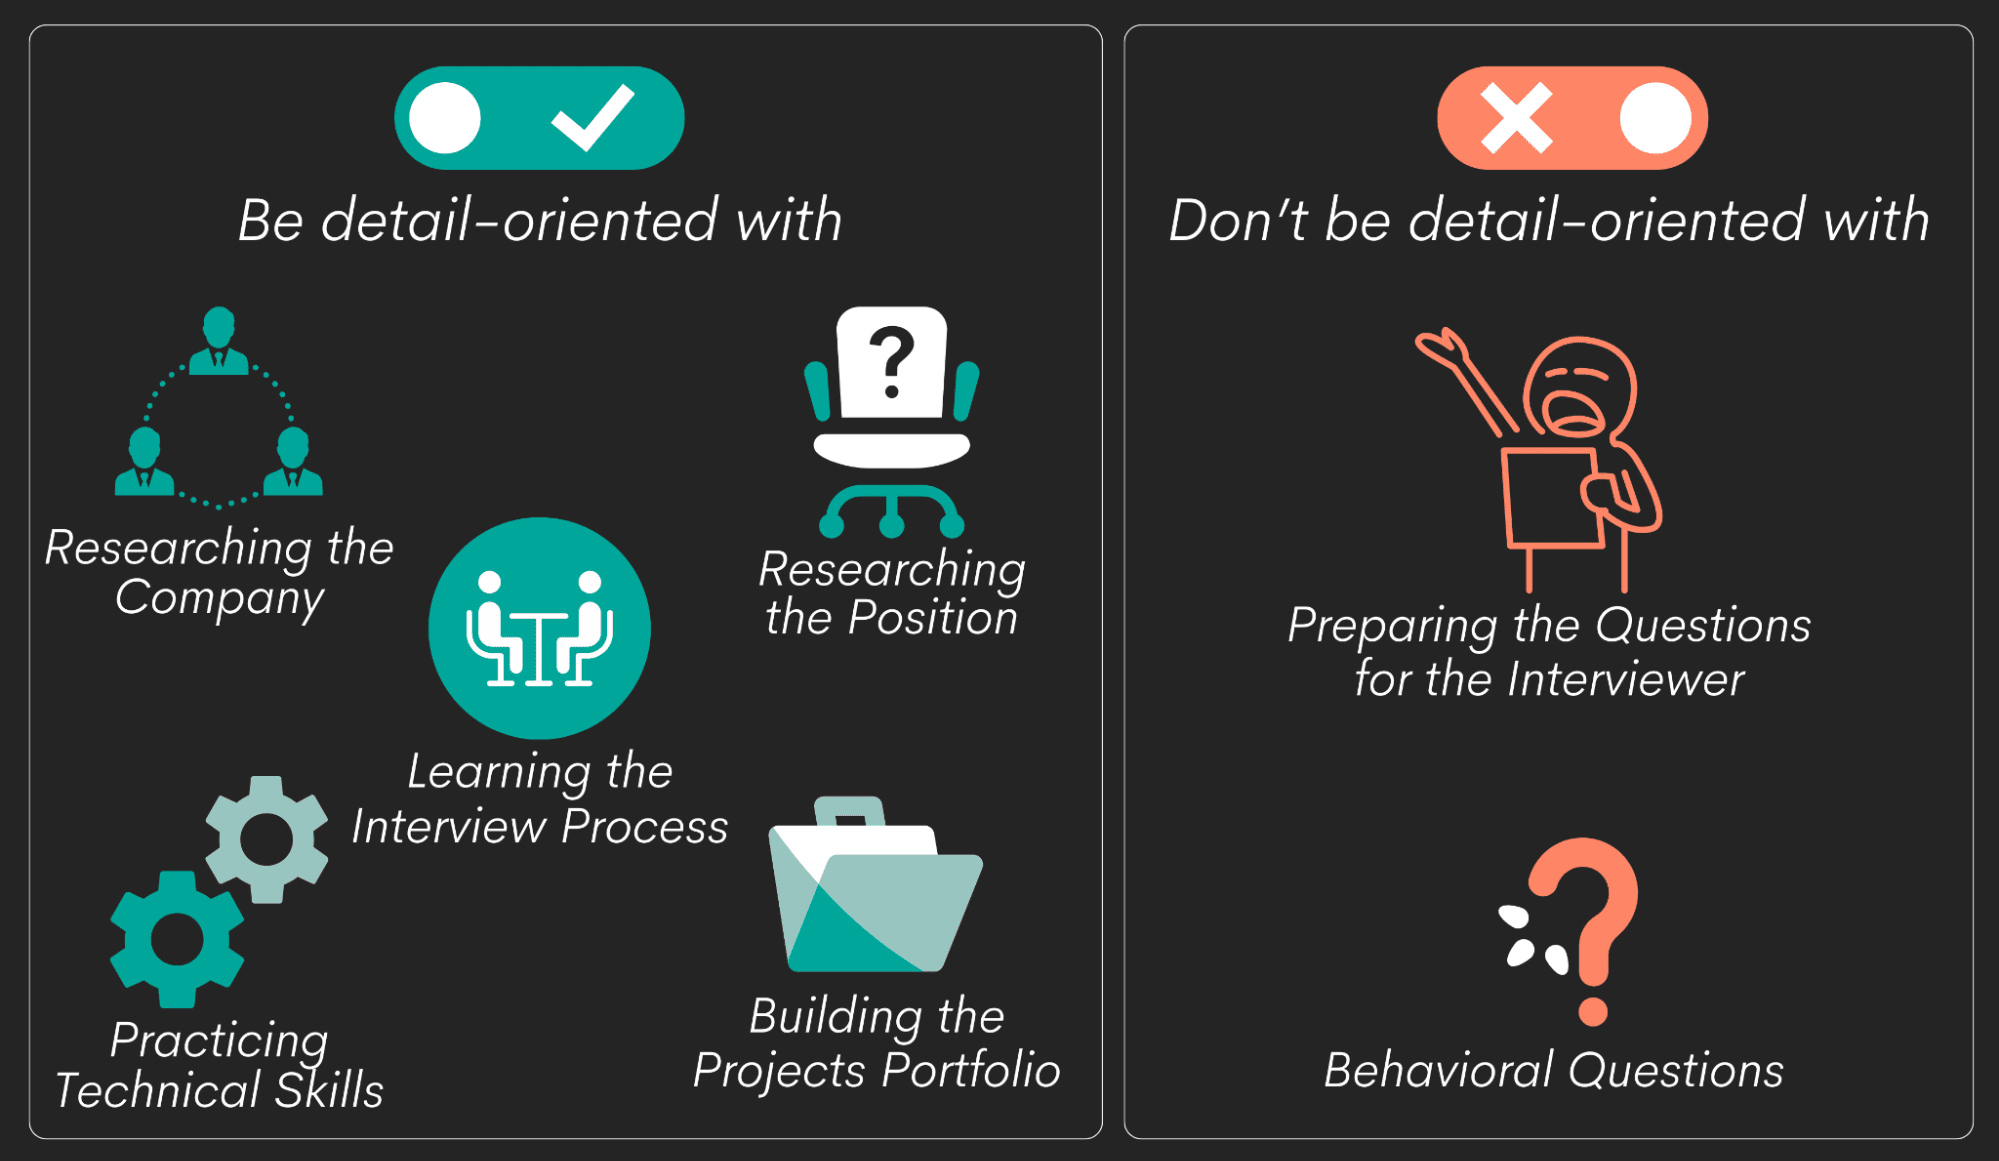 Be detail-oriented with
Researching the
Company
?
Researching
the Position
Learning the
Interview Process
Practicing
Technical Skills
Building the
Projects Portfolio
Don't be detail-oriented with
Preparing the Questions
for the Interviewer
?
Behavioral Questions